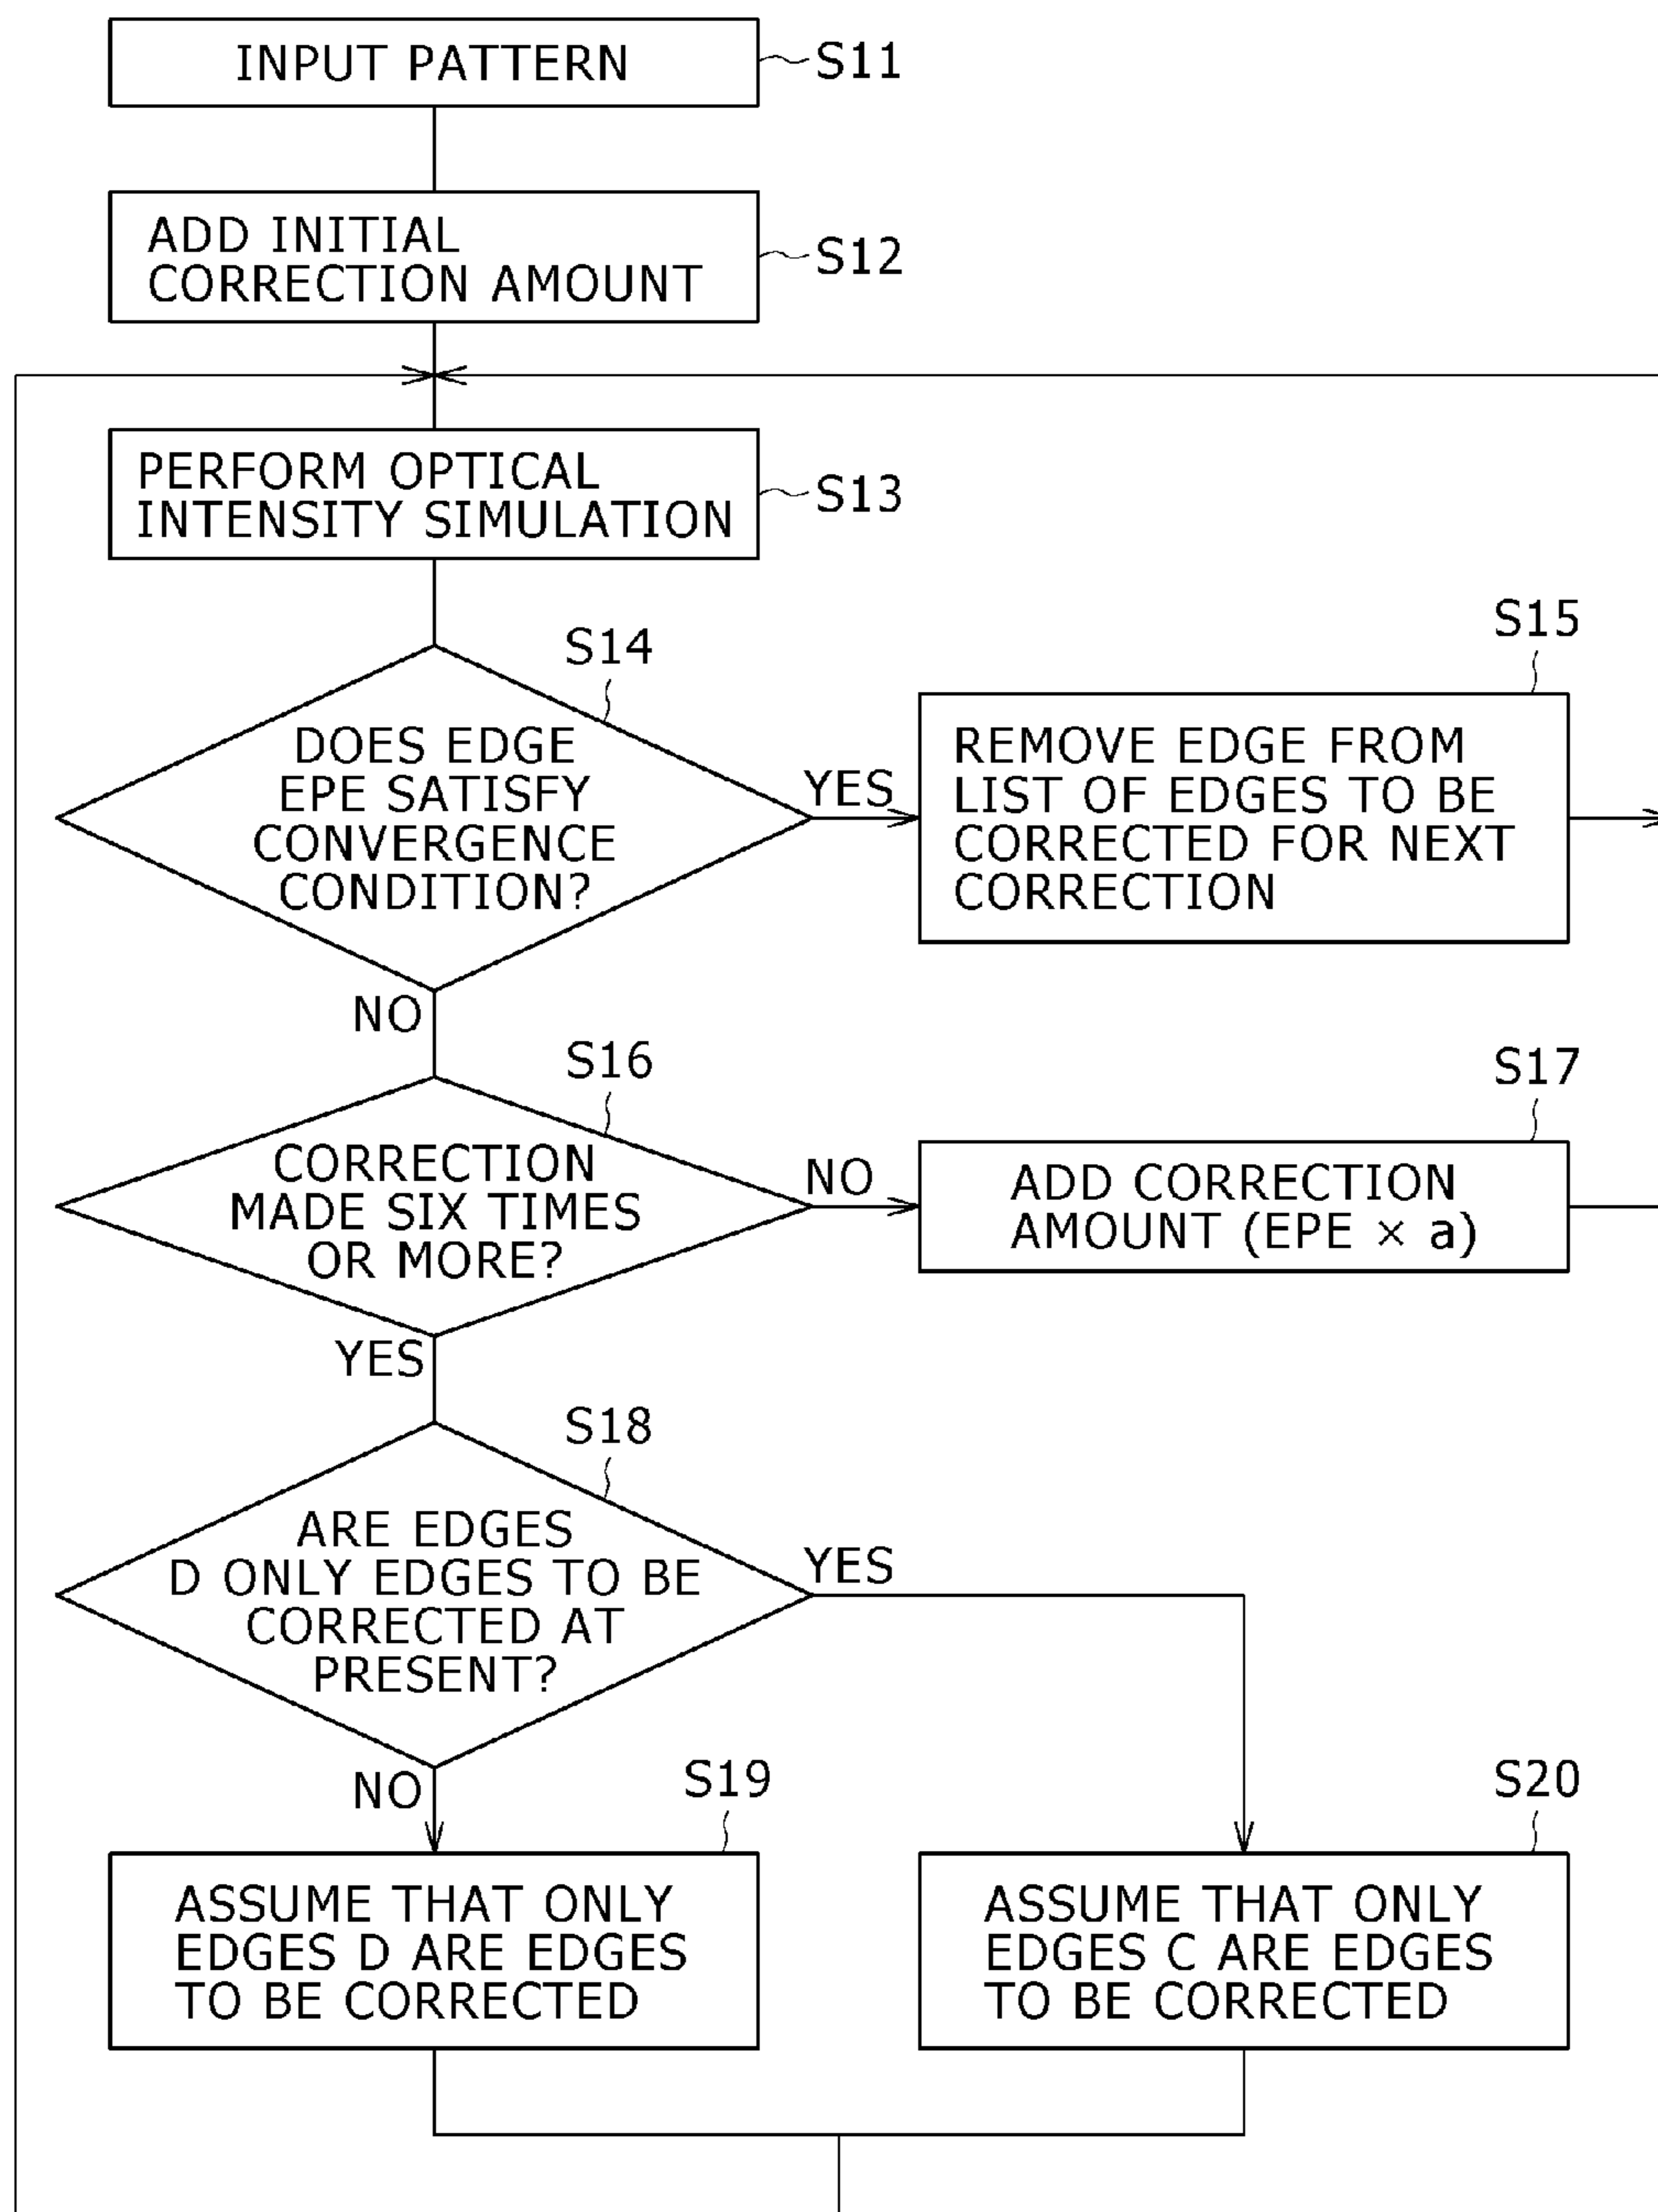 INPUT PATTERN
S11
ADD INITIAL
CORRECTION AMOUNT
S12
PERFORM OPTICAL
INTENSITY SIMULATION
S13
S14
DOES EDGE
EPE SATISFY
CONVERGENCE
CONDITION?
YES
NO
S15
REMOVE EDGE FROM
LIST OF EDGES TO BE
CORRECTED FOR NEXT
CORRECTION
S16
CORRECTION
MADE SIX TIMES
OR MORE?
NO
YES
S17
ADD CORRECTION
AMOUNT (EPE × a)
S18
ARE EDGES
D ONLY EDGES TO BE
CORRECTED AT
PRESENT?
YES
NO
S19
ASSUME THAT ONLY
EDGES D ARE EDGES
TO BE CORRECTED
S20
ASSUME THAT ONLY
EDGES C ARE EDGES
TO BE CORRECTED